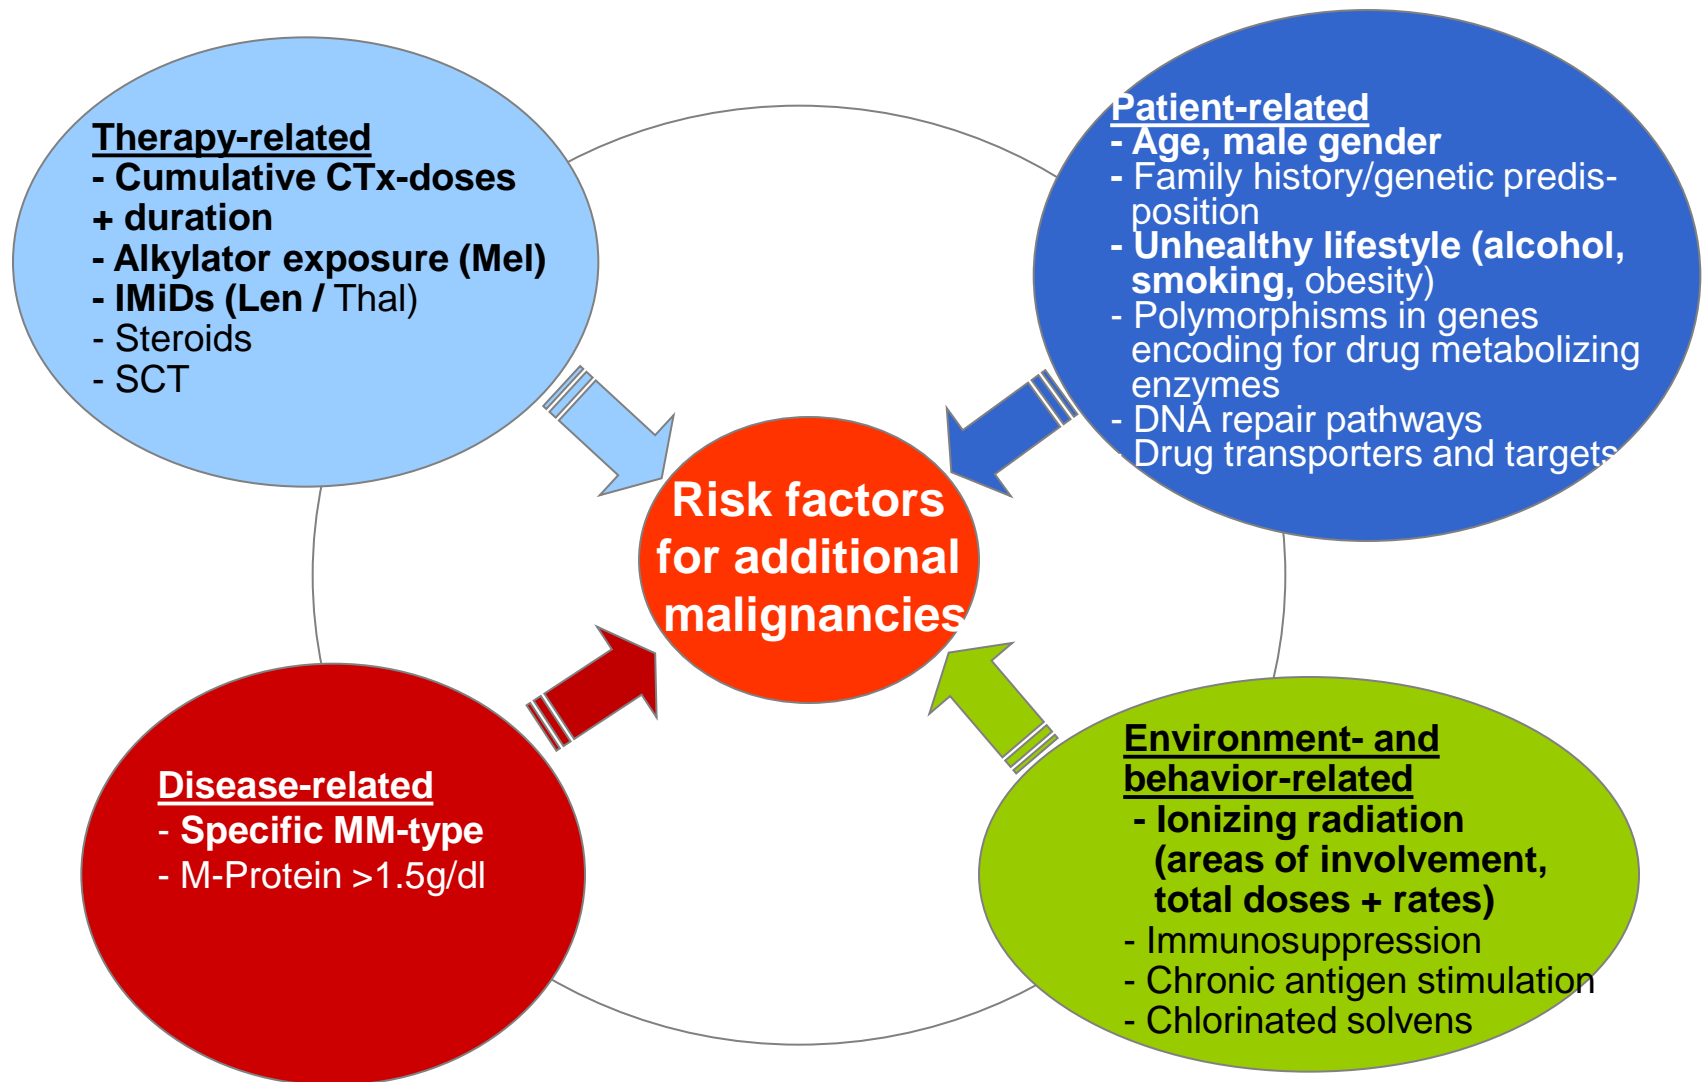 Therapy-related
- Cumulative CTx-doses
+ duration
- Alkylator exposure (Mel)
- IMiDs (Len / Thal)
- Steroids
- SCT
Patient-related
- Age, male gender
- Family history/genetic predis-
position
- Unhealthy lifestyle (alcohol,
smoking, obesity)
- Polymorphisms in genes
encoding for drug metabolizing
enzymes
- DNA repair pathways
- Drug transporters and targets
Risk factors
for additional
malignancies
Disease-related
- Specific MM-type
- M-Protein >1.5g/dl
Environment- and
behavior-related
- Ionizing radiation
(areas of involvement,
total doses + rates)
- Immunosuppression
- Chronic antigen stimulation
- Chlorinated solvens